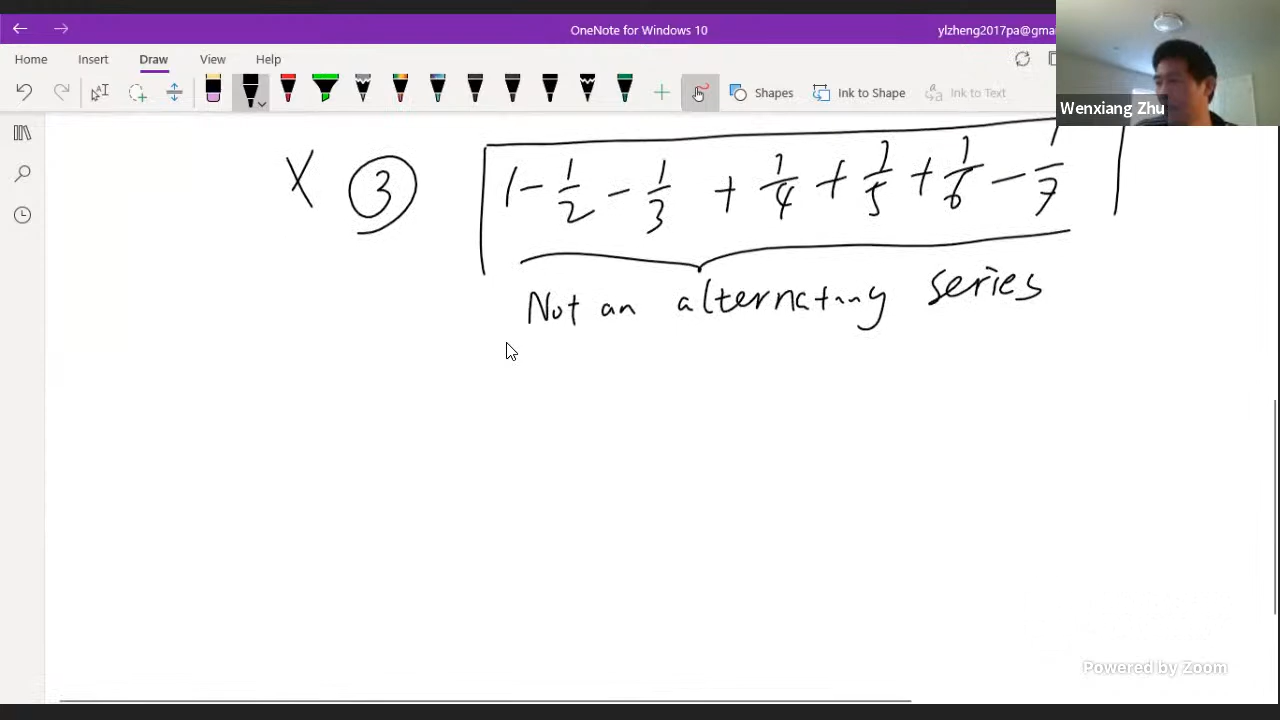 OneNote for Windows 10
ylzheng2017pa@gma
Home Insert Draw View Help
Shapes Ink to Shape Ink to Text
Wenxiang Zhu
X ③ 1 - 1/2 - 1/3 + 1/4 + 1/5 + 1/6 - 1/7
Not an alternating series
Powered by Zoom